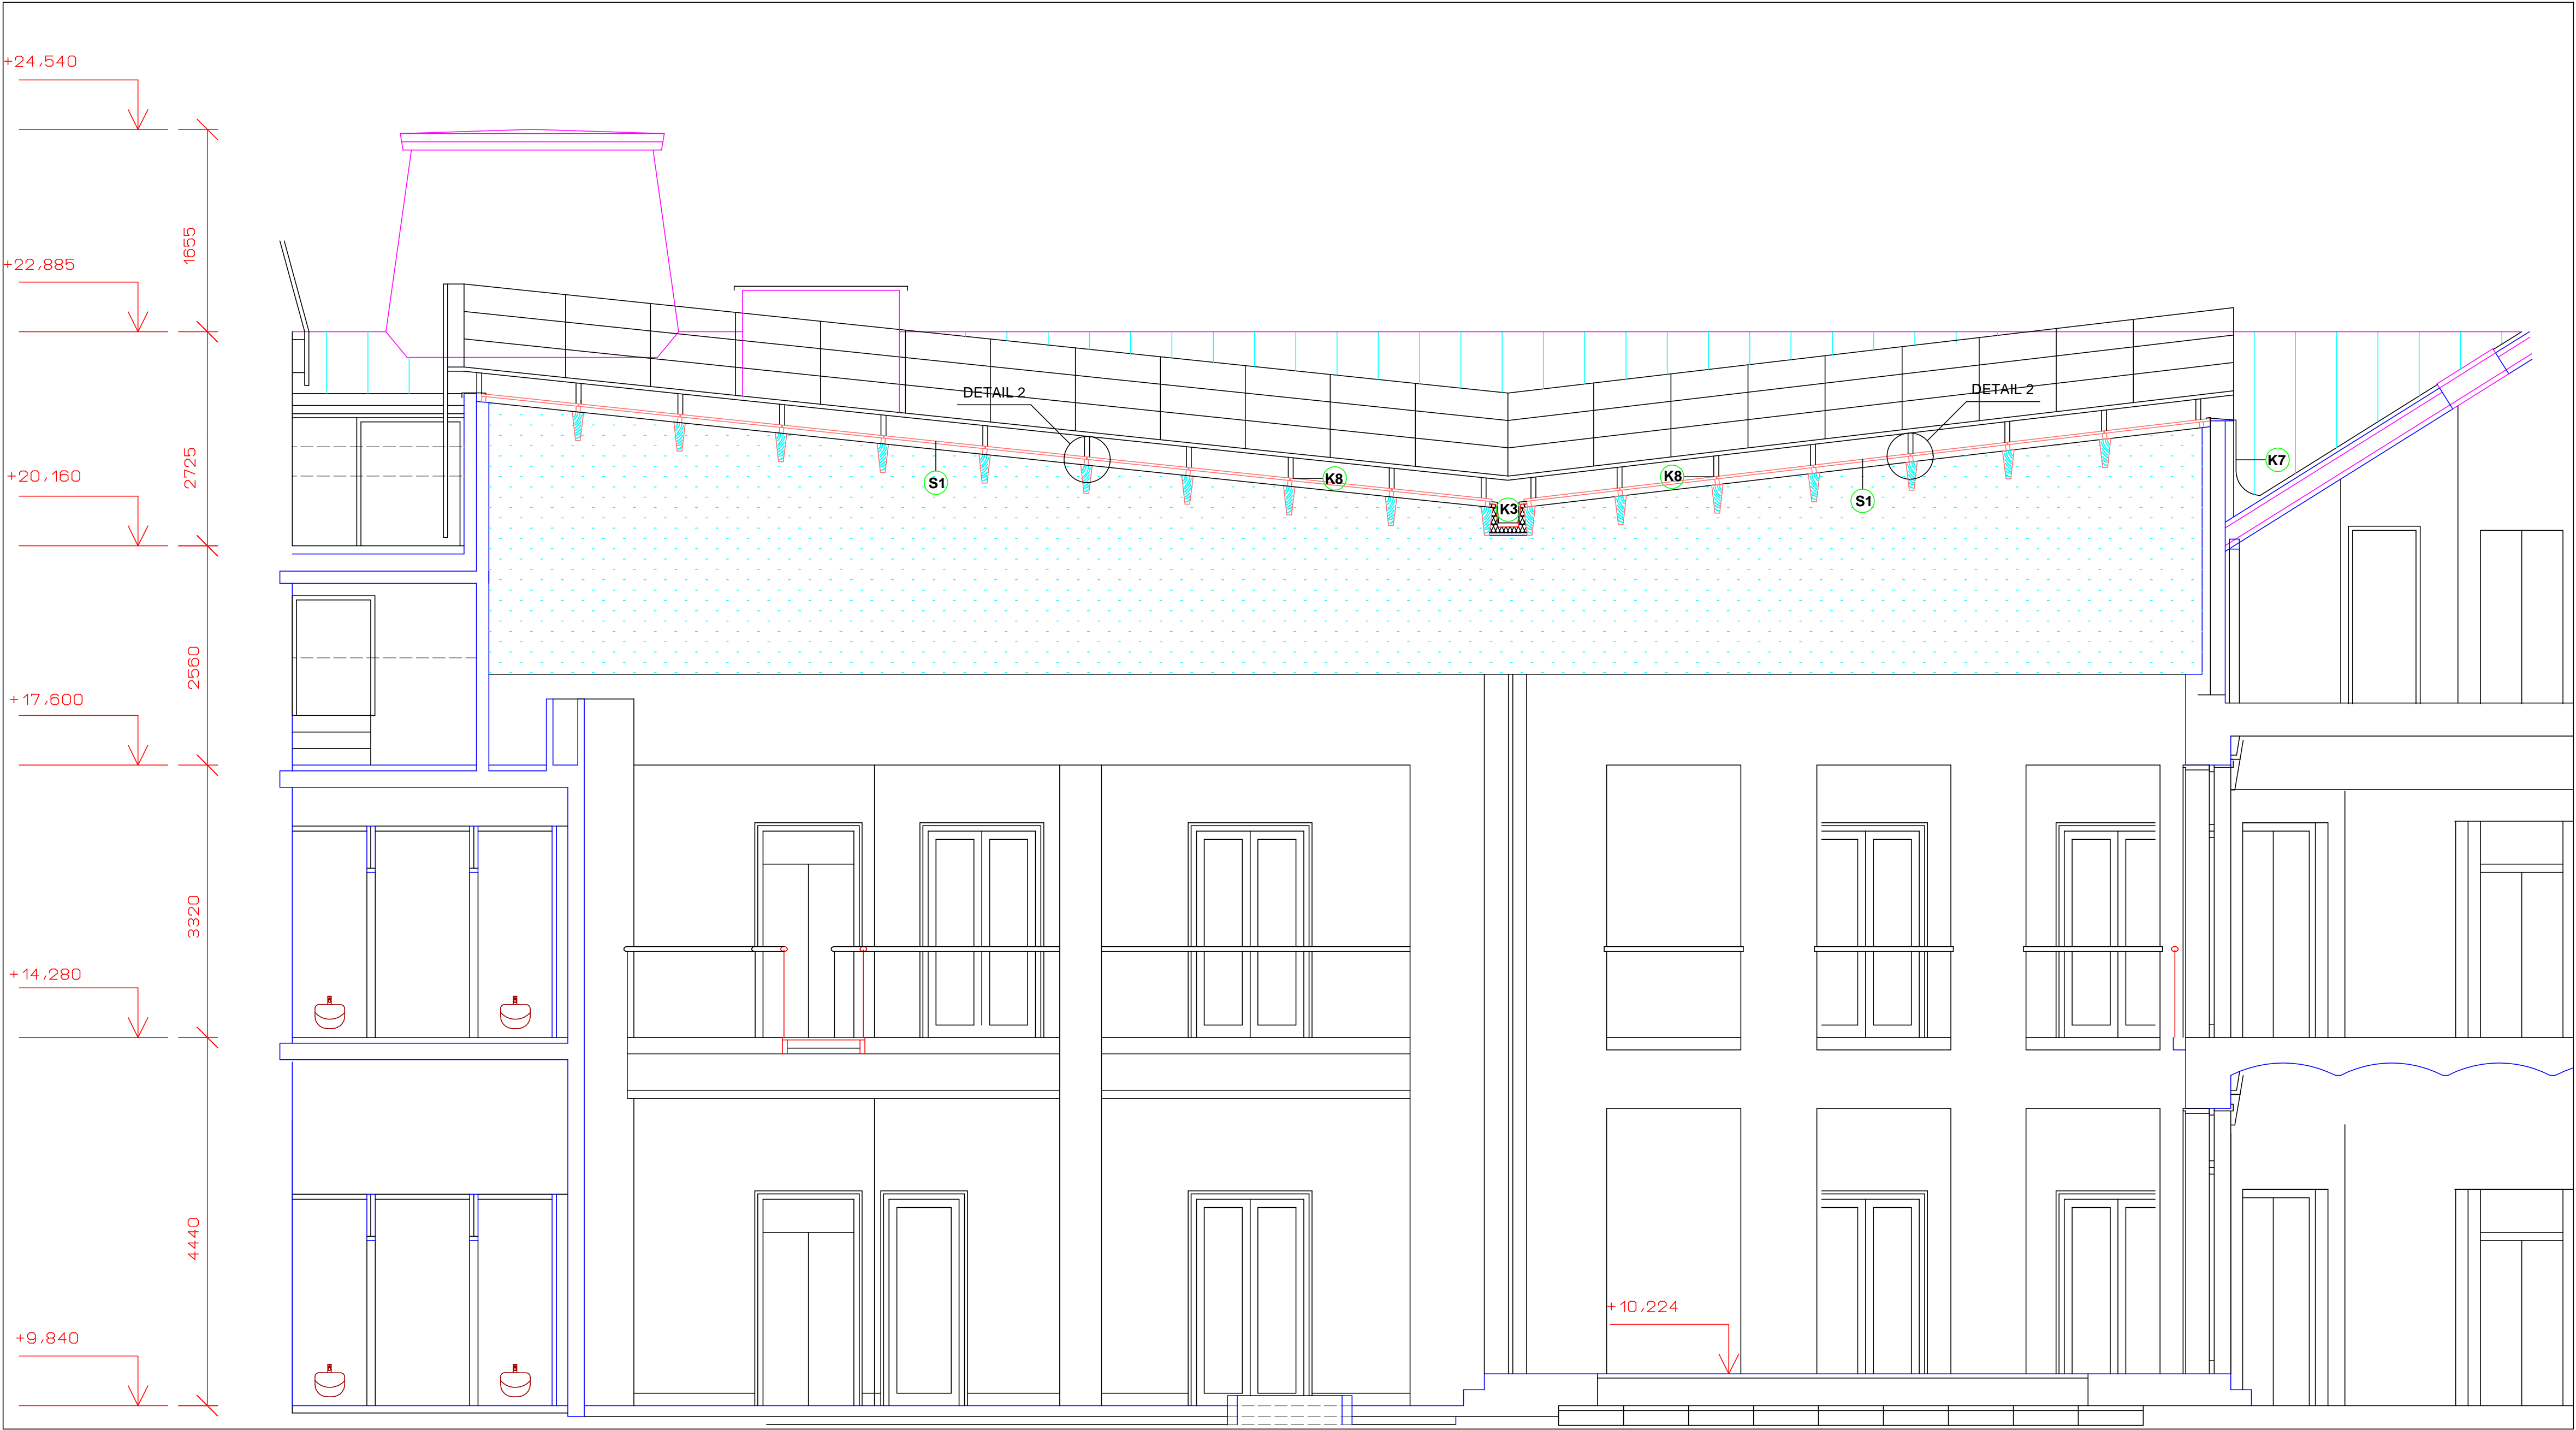 +24,540
1655
+22,885
DETAIL 2
DETAIL 2
2725
+20,160
S1
K8
K8
K3
S1
K7
2560
+17,600
3320
+14,280
4440
+10,224
+9,840